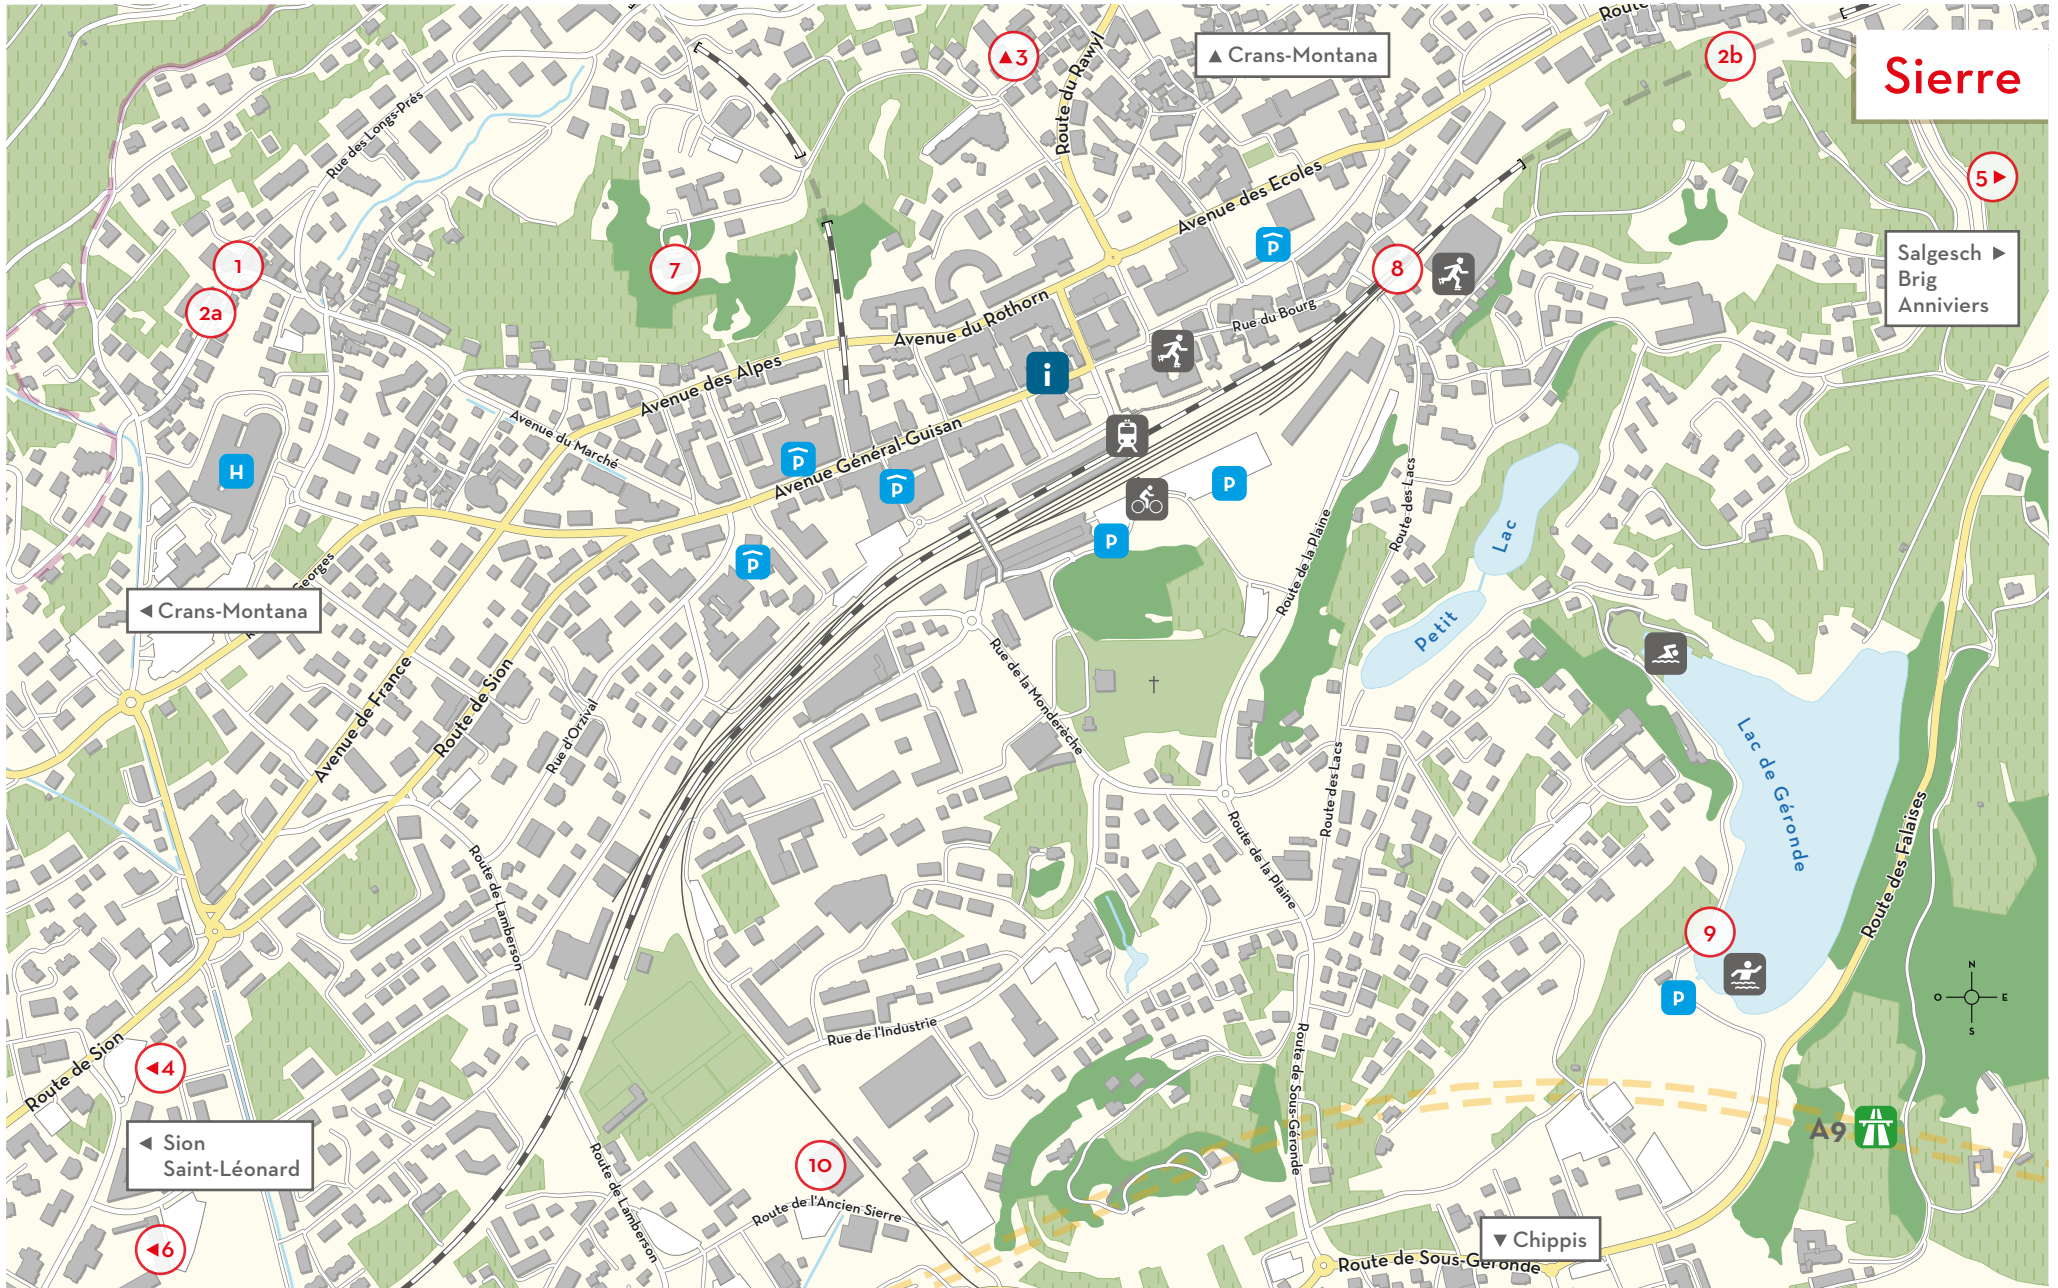 Sierre
▲ Crans-Montana
Route
2b
▲3
Route du Rawyl
5 ►
Rue des Longs-Prés
Avenue des Ecoles
P
1
7
8
2a
Salgesch ►
Brig
Anniviers
Rue du Bourg
Avenue du Rothorn
i
Avenue des Alpes
Avenue du Marché
Avenue Général-Guisan
P
P
P
H
P
P
Route des Lacs
Route de la Plaine
Petit Lac
Georges
◄ Crans-Montana
Avenue de France
Route de Sion
Rue d'Orzival
Rue de la Monderèche
Lac de Géronde
Route des Lacs
Route de la Plaine
Route des Falaises
Route de Lamberson
9
P
N
O E
S
Rue de l'Industrie
Route de Sion
◄4
Route de Sous-Géronde
A9
◄ Sion
Saint-Léonard
10
Route de Lamberson
Route de l'Ancien Sierre
◄6
▼ Chippis
Route de Sous-Géronde